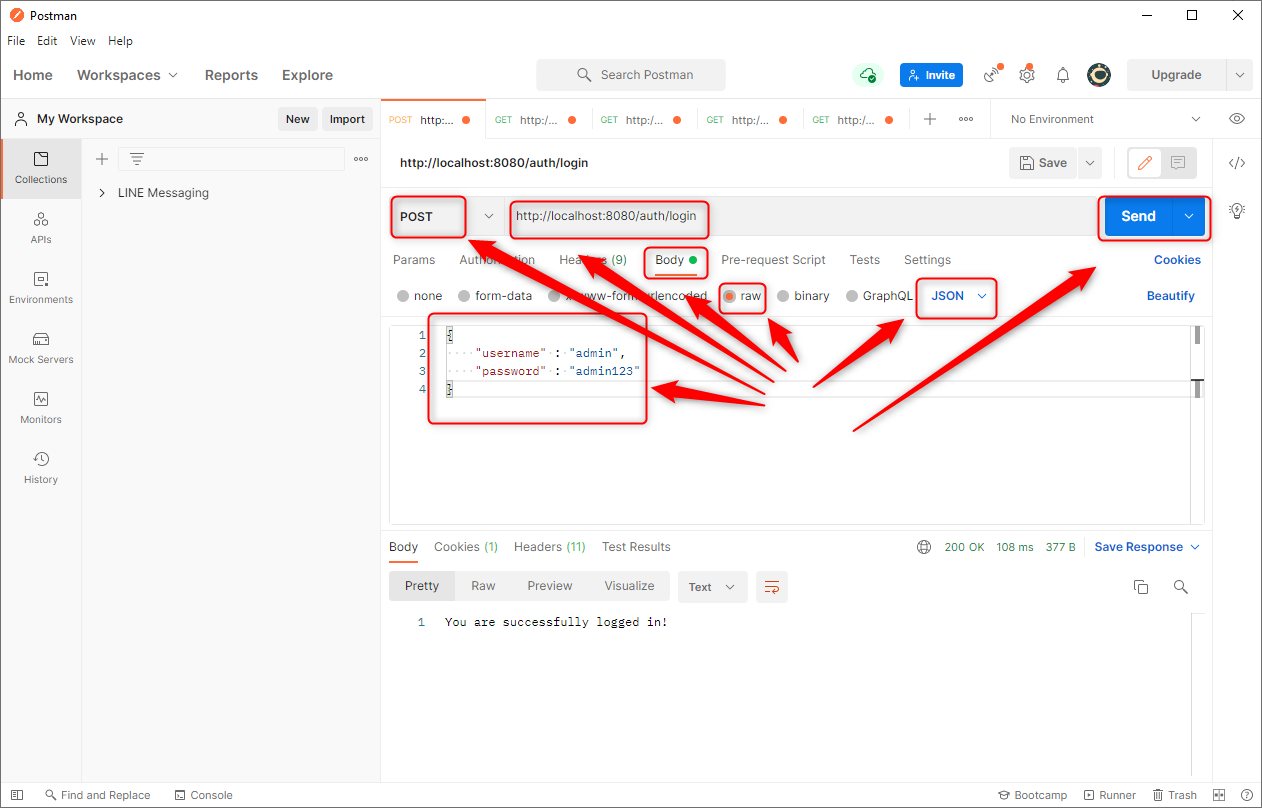 Postman
File Edit View Help
Home Workspaces Reports Explore Search Postman Invite Upgrade
My Workspace New Import
POST http:... GET http:/... GET http:/... GET http:/... GET http:/... No Environment
Collections
LINE Messaging
APIs
Environments
Mock Servers
Monitors
History
http://localhost:8080/auth/login Save
POST http://localhost:8080/auth/login Send
Params Body Pre-request Script Tests Settings Cookies
(9)
none form-data raw binary GraphQL JSON Beautify
1 {
2 "username" : "admin",
3 "password" : "admin123"
4 }
Body Cookies (1) Headers (11) Test Results 200 OK 108 ms 377 B Save Response
Pretty Raw Preview Visualize Text
1 You are successfully logged in!
Find and Replace Console Bootcamp Runner Trash